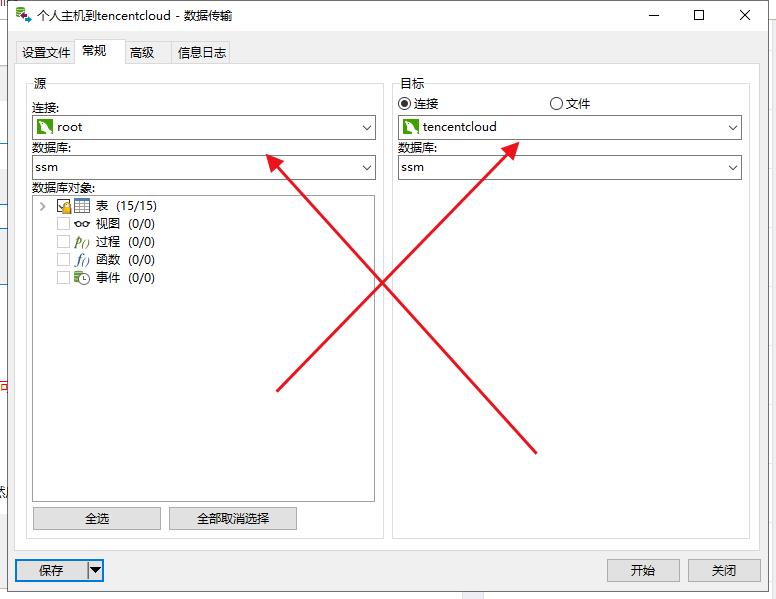 个人主机到tencentcloud - 数据传输
设置文件 常规 高级 信息日志
源
连接:
root
数据库:
ssm
数据库对象:
表 (15/15)
视图 (0/0)
过程 (0/0)
函数 (0/0)
事件 (0/0)
全选 全部取消选择
目标
连接 文件
tencentcloud
数据库:
ssm
保存 开始 关闭